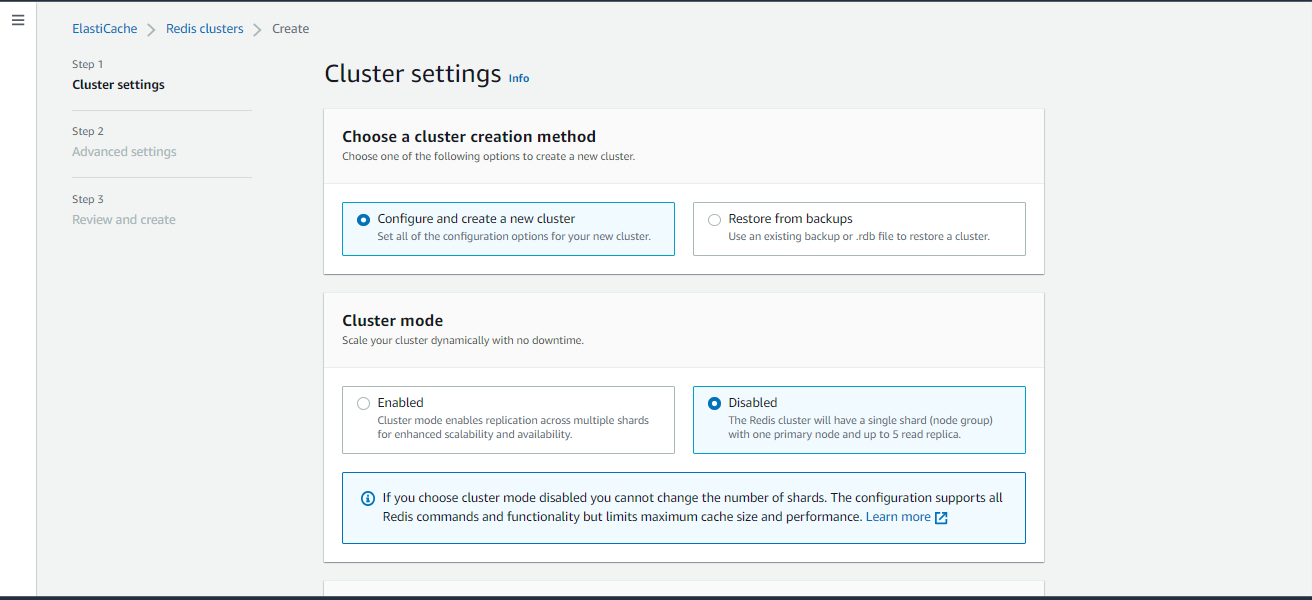 ElastiCache > Redis clusters > Create
Step 1
Cluster settings
Step 2
Advanced settings
Step 3
Review and create
Cluster settings Info
Choose a cluster creation method
Choose one of the following options to create a new cluster.
Configure and create a new cluster
Set all of the configuration options for your new cluster.
Restore from backups
Use an existing backup or .rdb file to restore a cluster.
Cluster mode
Scale your cluster dynamically with no downtime.
Enabled
Cluster mode enables replication across multiple shards
for enhanced scalability and availability.
Disabled
The Redis cluster will have a single shard (node group)
with one primary node and up to 5 read replica.
If you choose cluster mode disabled you cannot change the number of shards. The configuration supports all
Redis commands and functionality but limits maximum cache size and performance. Learn more